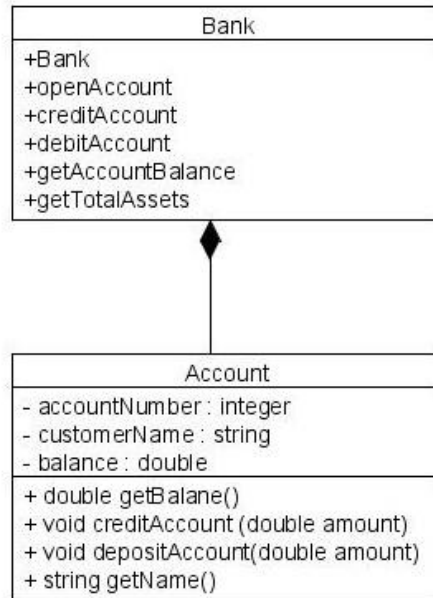 Bank
+Bank
+openAccount
+creditAccount
+debitAccount
+getAccountBalance
+getTotalAssets
Account
- accountNumber : integer
- customerName : string
- balance : double
+ double getBalane()
+ void creditAccount (double amount)
+ void depositAccount(double amount)
+ string getName()